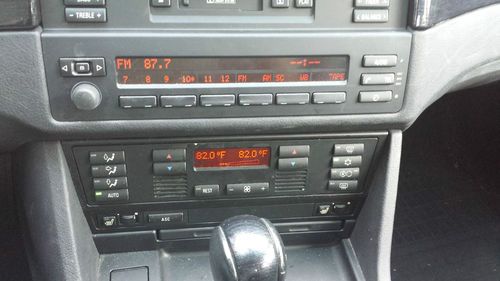 BASS
TREBLE
BALANCE
FM 87.7
7 8 9 10• 11 12 FM AM SC WB TAPE
82.0°F 82.0°F
REST
AUTO
ASC